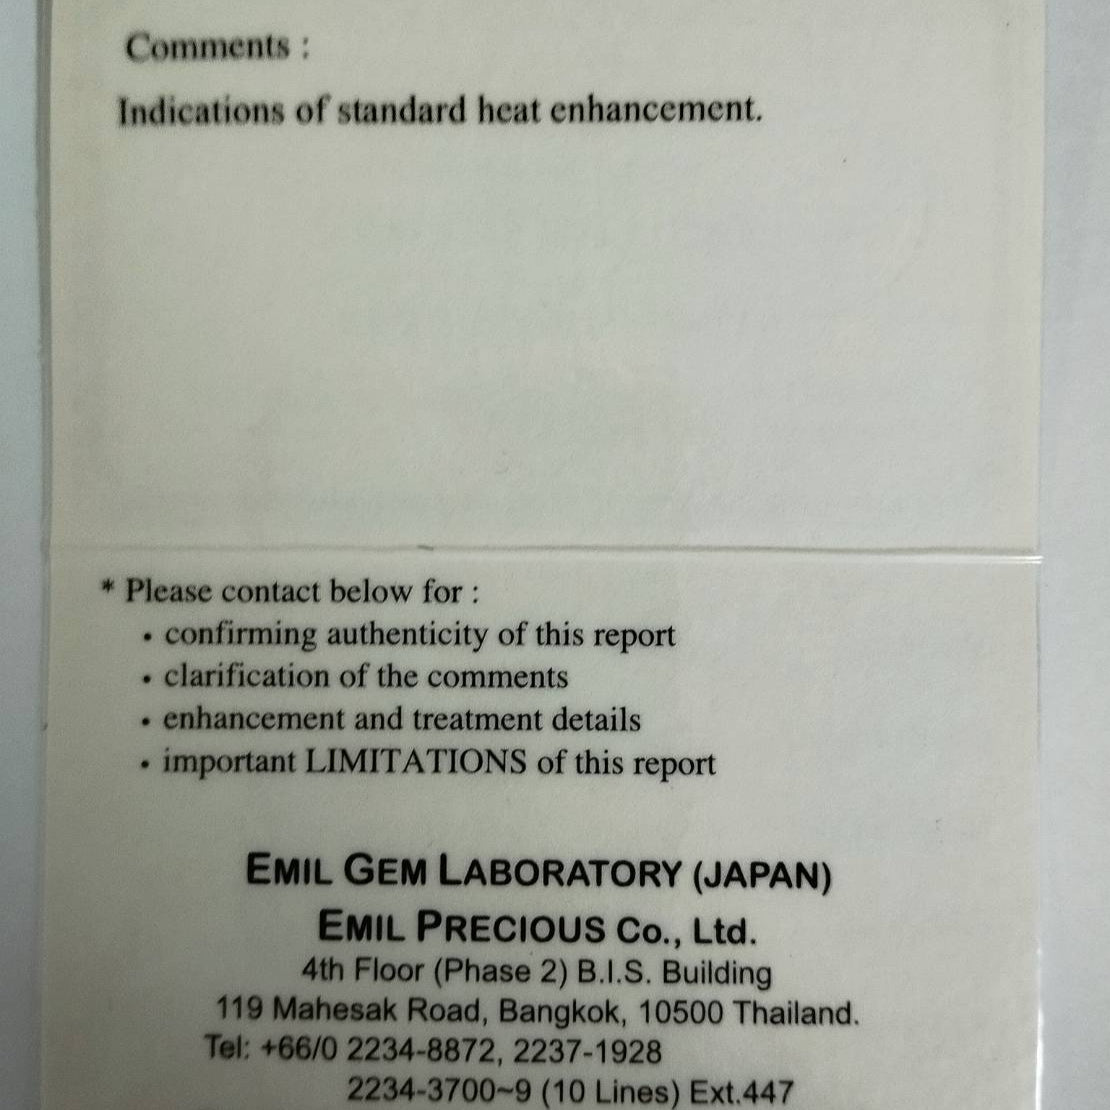 Comments :
Indications of standard heat enhancement.
* Please contact below for :
• confirming authenticity of this report
• clarification of the comments
• enhancement and treatment details
• important LIMITATIONS of this report
EMIL GEM LABORATORY (JAPAN)
EMIL PRECIOUS Co., Ltd.
4th Floor (Phase 2) B.I.S. Building
119 Mahesak Road, Bangkok, 10500 Thailand.
Tel: +66/0 2234-8872, 2237-1928
2234-3700~9 (10 Lines) Ext.447